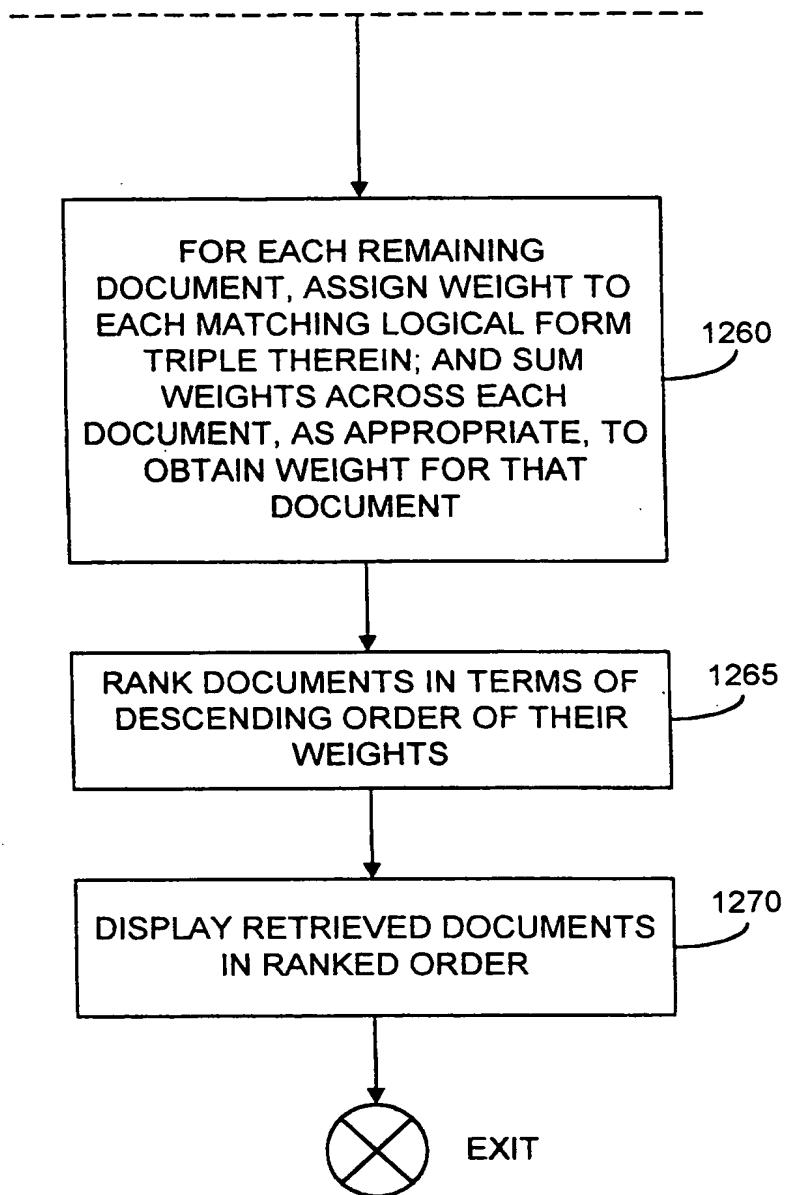 FOR EACH REMAINING
DOCUMENT, ASSIGN WEIGHT TO
EACH MATCHING LOGICAL FORM
TRIPLE THEREIN; AND SUM
WEIGHTS ACROSS EACH
DOCUMENT, AS APPROPRIATE, TO
OBTAIN WEIGHT FOR THAT
DOCUMENT
1260
RANK DOCUMENTS IN TERMS OF
DESCENDING ORDER OF THEIR
WEIGHTS
1265
DISPLAY RETRIEVED DOCUMENTS
IN RANKED ORDER
1270
EXIT